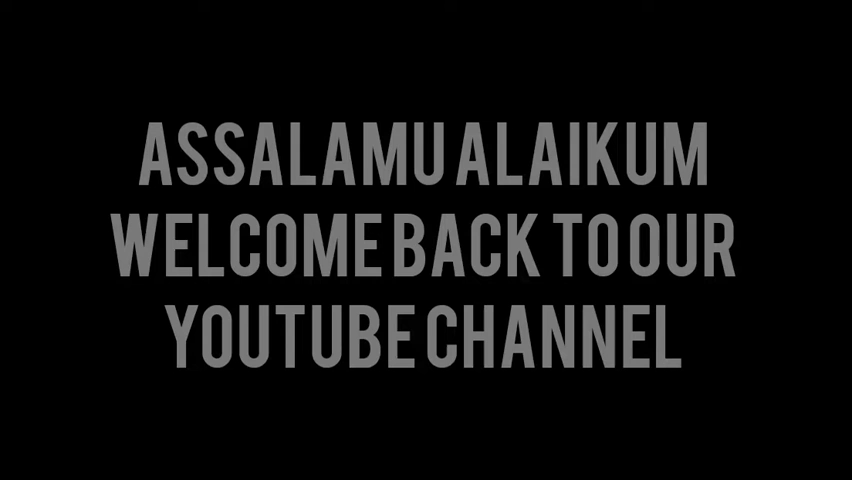 ASSALAMU ALAIKUM
WELCOME BACK TO OUR
YOUTUBE CHANNEL